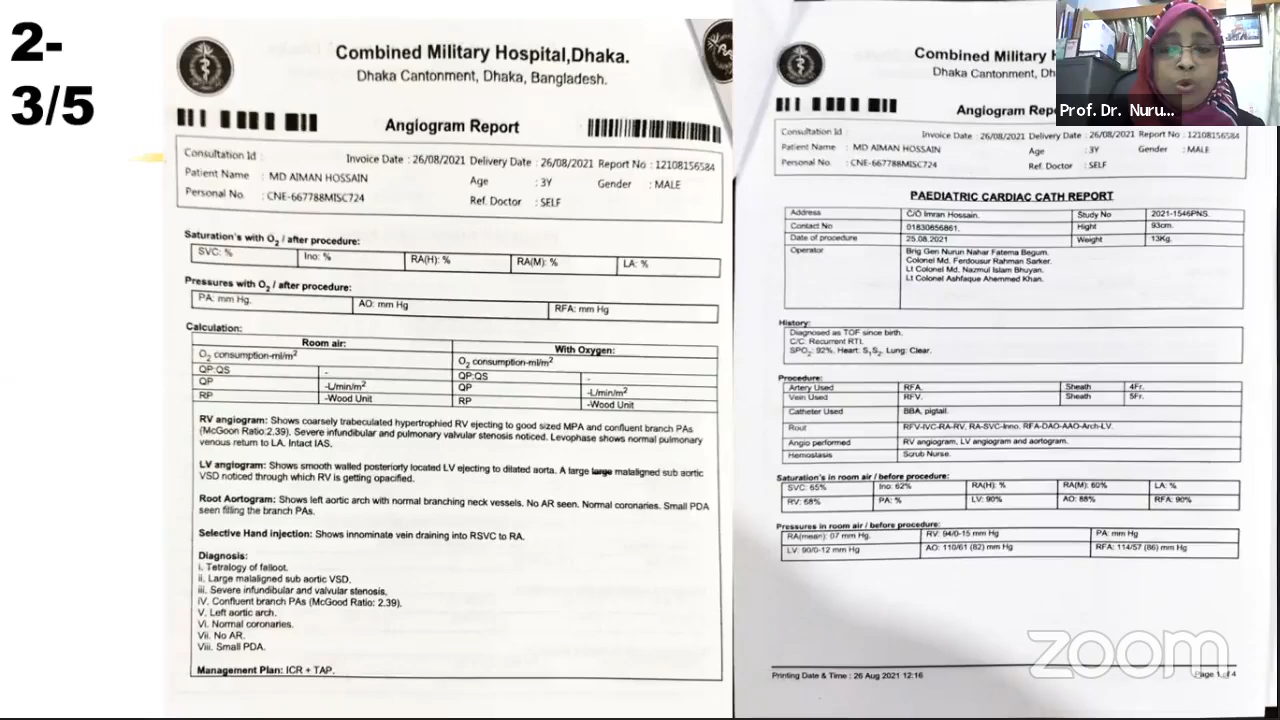 2-
3/5
Combined Military Hospital,Dhaka.
Dhaka Cantonment, Dhaka, Bangladesh.
Angiogram Report
Consultation Id :
Invoice Date : 26/08/2021 Delivery Date : 26/08/2021 Report No : 12108156584
Patient Name : MD AIMAN HOSSAIN
Age : 3Y Gender : MALE
Personal No. : CNE-667788MISC724
Ref. Doctor : SELF
Saturation's with O2 / after procedure:
SVC: % Ino: % RA(H): % RA(M): % LA: %
Pressures with O2 / after procedure:
PA: mm Hg. AO: mm Hg RFA: mm Hg
Calculation:
Room air: With Oxygen:
O2 consumption-ml/m2 O2 consumption-ml/m2
QP:QS - QP:QS -
QP -L/min/m2 QP -L/min/m2
RP -Wood Unit RP -Wood Unit
RV angiogram: Shows coarsely trabeculated hypertrophied RV ejecting to good sized MPA and confluent branch PAs
(McGoon Ratio:2.39). Severe infundibular and pulmonary valvular stenosis noticed. Levophase shows normal pulmonary
venous return to LA. Intact IAS.
LV angiogram: Shows smooth walled posteriorly located LV ejecting to dilated aorta. A large large malaligned sub aortic
VSD noticed through which RV is getting opacified.
Root Aortogram: Shows left aortic arch with normal branching neck vessels. No AR seen. Normal coronaries. Small PDA
seen filling the branch PAs.
Selective Hand injection: Shows innominate vein draining into RSVC to RA.
Diagnosis:
i. Tetralogy of falloot.
ii. Large malaligned sub aortic VSD.
iii. Severe infundibular and valvular stenosis.
iV. Confluent branch PAs (McGood Ratio: 2.39).
V. Left aortic arch.
Vi. Normal coronaries.
Vii. No AR.
Viii. Small PDA.
Management Plan: ICR + TAP.
Combined Military H
Dhaka Cantonment, Dh
Angiogram Repo
Consultation Id :
Invoice Date : 26/08/2021 Delivery Date : 26/08/2021 Report No : 12108156584
Patient Name : MD AIMAN HOSSAIN
Age : 3Y Gender : MALE
Personal No. : CNE-667788MISC724
Ref. Doctor : SELF
PAEDIATRIC CARDIAC CATH REPORT
Address C/O Imran Hossain. Study No 2021-1546PNS.
Contact No 01830856861. Hight 93cm.
Date of procedure 25.08.2021 Weight 13Kg.
Operator Brig Gen Nurun Nahar Fatema Begum.
Colonel Md. Ferdousur Rahman Sarker.
Lt Colonel Md. Nazmul Islam Bhuyan.
Lt Colonel Ashfaque Ahemmed Khan.
History:
Diagnosed as TOF since birth.
C/C: Recurrent RTI.
SPO2: 92%. Heart: S1S2. Lung: Clear.
Procedure:
Artery Used RFA. Sheath 4Fr.
Vein Used RFV. Sheath 5Fr.
Catheter Used BBA, pigtail.
Rout RFV-IVC-RA-RV, RA-SVC-Inno. RFA-DAO-AAO-Arch-LV.
Angio performed RV angiogram, LV angiogram and aortogram.
Hemostasis Scrub Nurse.
Saturation's in room air / before procedure:
SVC: 65% Ino: 62% RA(H): % RA(M): 60% LA: %
RV: 68% PA: % LV: 90% AO: 88% RFA: 90%
Pressures in room air / before procedure:
RA(mean): 07 mm Hg. RV: 94/0-15 mm Hg PA: mm Hg
LV: 90/0-12 mm Hg AO: 110/61 (82) mm Hg RFA: 114/57 (86) mm Hg
Printing Date & Time : 26 Aug 2021 12:16
Page 1 of 4
Prof. Dr. Nuru...
zoom